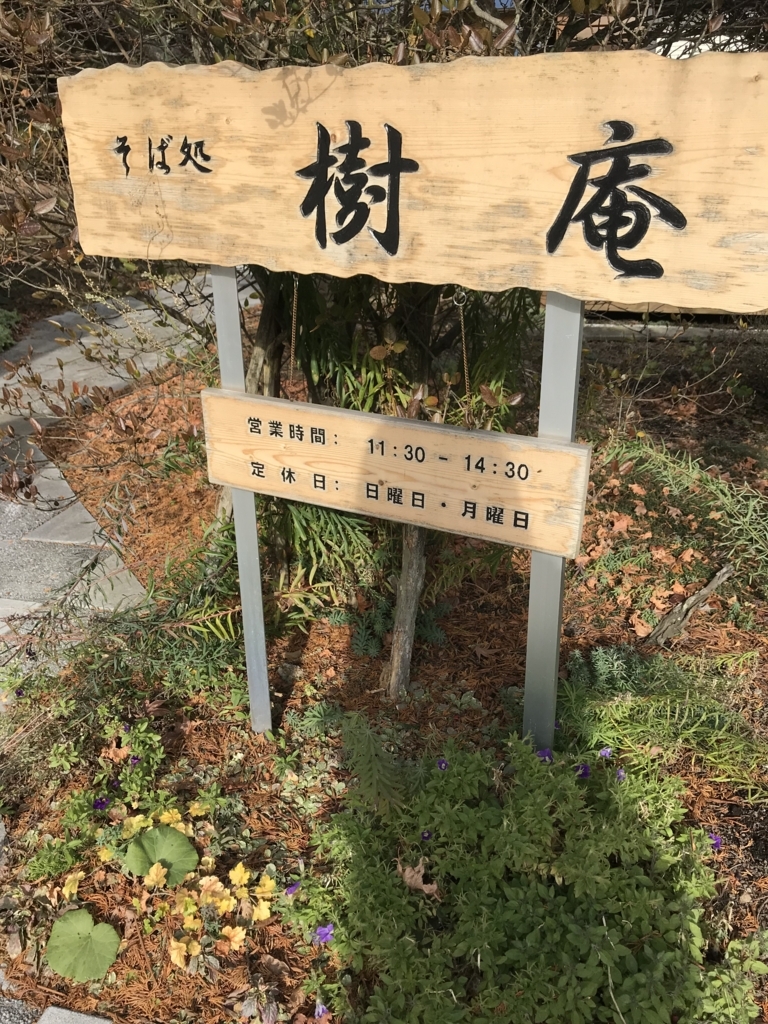 そば処 樹庵
営業時間： 11：30 － 14：30
定休日： 日曜日・月曜日